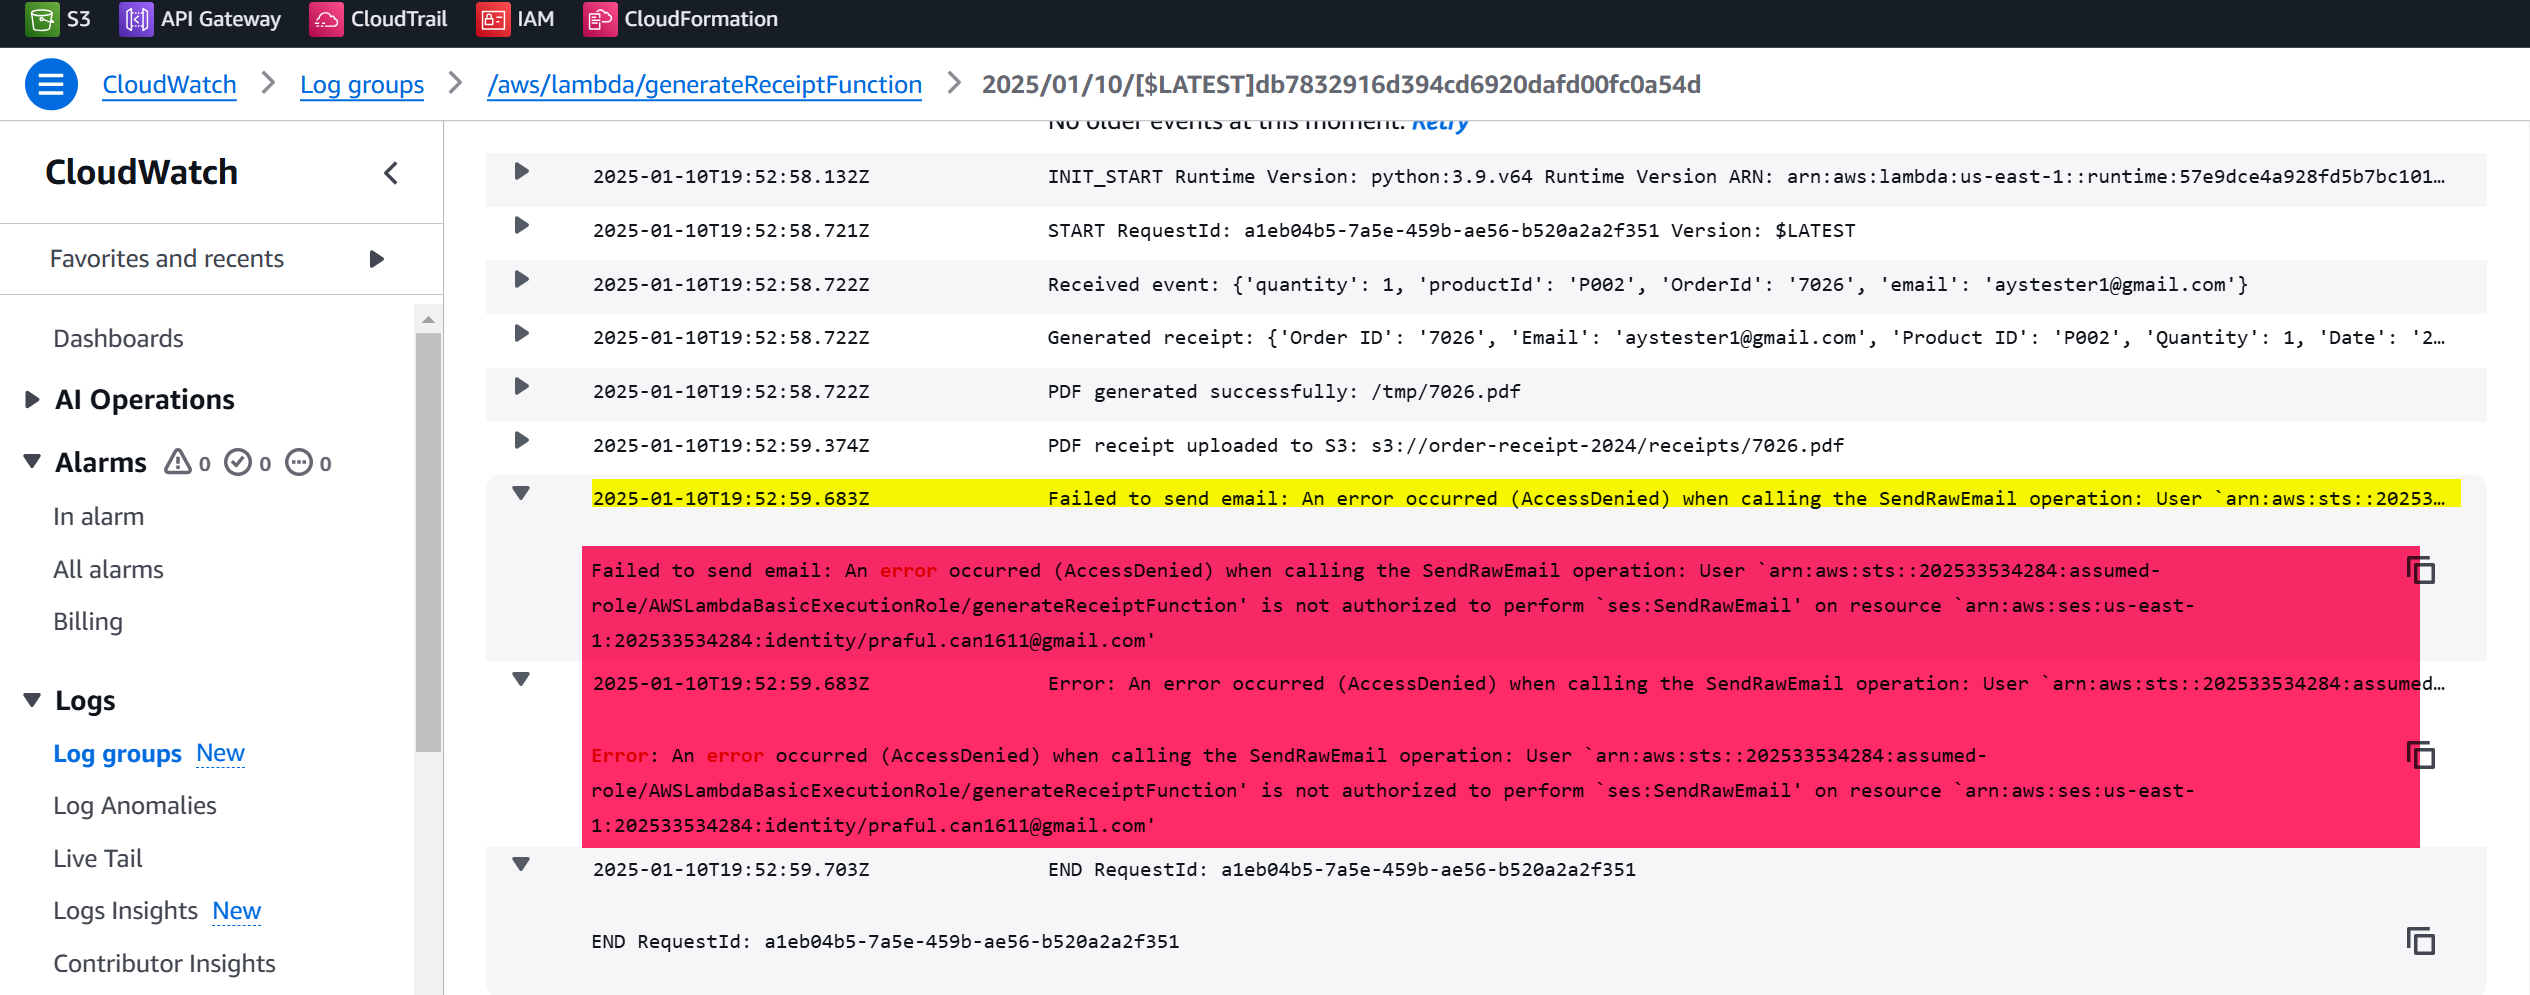 S3 API Gateway CloudTrail IAM CloudFormation
CloudWatch Log groups /aws/lambda/generateReceiptFunction 2025/01/10/[$LATEST]db7832916d394cd6920dafd00fc0a54d
No older events at this moment. Retry
CloudWatch
Favorites and recents
Dashboards
AI Operations
Alarms 0 0 0
In alarm
All alarms
Billing
Logs
Log groups New
Log Anomalies
Live Tail
Logs Insights New
Contributor Insights
2025-01-10T19:52:58.132Z INIT_START Runtime Version: python:3.9.v64 Runtime Version ARN: arn:aws:lambda:us-east-1::runtime:57e9dce4a928fd5b7bc101…
2025-01-10T19:52:58.721Z START RequestId: a1eb04b5-7a5e-459b-ae56-b520a2a2f351 Version: $LATEST
2025-01-10T19:52:58.722Z Received event: {'quantity': 1, 'productId': 'P002', 'OrderId': '7026', 'email': 'aystester1@gmail.com'}
2025-01-10T19:52:58.722Z Generated receipt: {'Order ID': '7026', 'Email': 'aystester1@gmail.com', 'Product ID': 'P002', 'Quantity': 1, 'Date': '2…
2025-01-10T19:52:58.722Z PDF generated successfully: /tmp/7026.pdf
2025-01-10T19:52:59.374Z PDF receipt uploaded to S3: s3://order-receipt-2024/receipts/7026.pdf
2025-01-10T19:52:59.683Z Failed to send email: An error occurred (AccessDenied) when calling the SendRawEmail operation: User `arn:aws:sts::20253…
Failed to send email: An error occurred (AccessDenied) when calling the SendRawEmail operation: User `arn:aws:sts::202533534284:assumed-
role/AWSLambdaBasicExecutionRole/generateReceiptFunction' is not authorized to perform `ses:SendRawEmail' on resource `arn:aws:ses:us-east-
1:202533534284:identity/praful.can1611@gmail.com'
2025-01-10T19:52:59.683Z Error: An error occurred (AccessDenied) when calling the SendRawEmail operation: User `arn:aws:sts::202533534284:assumed…
Error: An error occurred (AccessDenied) when calling the SendRawEmail operation: User `arn:aws:sts::202533534284:assumed-
role/AWSLambdaBasicExecutionRole/generateReceiptFunction' is not authorized to perform `ses:SendRawEmail' on resource `arn:aws:ses:us-east-
1:202533534284:identity/praful.can1611@gmail.com'
2025-01-10T19:52:59.703Z END RequestId: a1eb04b5-7a5e-459b-ae56-b520a2a2f351
END RequestId: a1eb04b5-7a5e-459b-ae56-b520a2a2f351